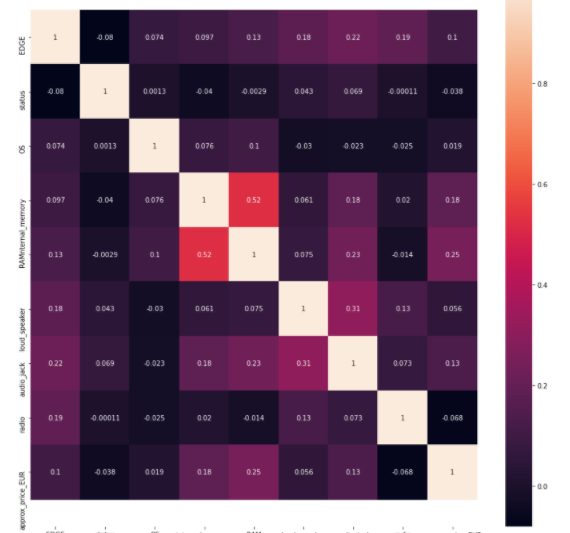 EDGE 1 -0.08 0.074 0.097 0.13 0.18 0.22 0.19 0.1
status -0.08 1 0.0013 -0.04 -0.0029 0.043 0.069 -0.00011 -0.038
OS 0.074 0.0013 1 0.076 0.1 -0.03 -0.023 -0.025 0.019
internal_memory 0.097 -0.04 0.076 1 0.52 0.061 0.18 0.02 0.18
RAM 0.13 -0.0029 0.1 0.52 1 0.075 0.23 -0.014 0.25
loud_speaker 0.18 0.043 -0.03 0.061 0.075 1 0.31 0.13 0.056
audio_jack 0.22 0.069 -0.023 0.18 0.23 0.31 1 0.073 0.13
radio 0.19 -0.00011 -0.025 0.02 -0.014 0.13 0.073 1 -0.068
approx_price_EUR 0.1 -0.038 0.019 0.18 0.25 0.056 0.13 -0.068 1
0.8
0.6
0.4
0.2
0.0